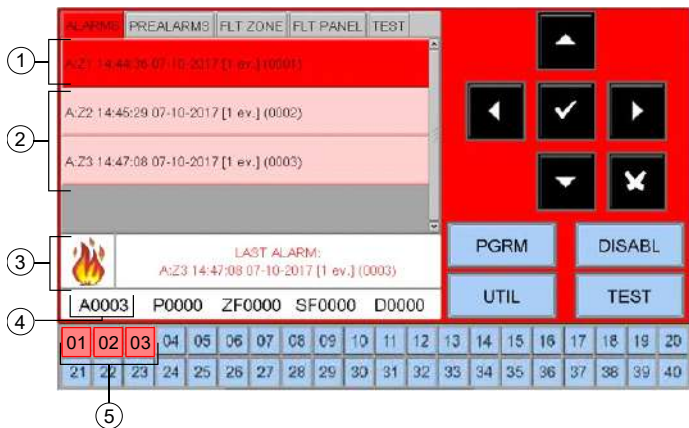 ALARMS PREALARMS FLT ZONE FLT PANEL TEST
1
A:Z1 14:44:36 07-10-2017 [1 ev.] (0001)
2
A:Z2 14:45:29 07-10-2017 [1 ev.] (0002)
A:Z3 14:47:08 07-10-2017 [1 ev.] (0003)
3
LAST ALARM:
A:Z3 14:47:08 07-10-2017 [1 ev.] (0003)
PGRM DISABL
4
A0003 P0000 ZF0000 SF0000 D0000
UTIL TEST
01 02 03 04 05 06 07 08 09 10 11 12 13 14 15 16 17 18 19 20
21 22 23 24 25 26 27 28 29 30 31 32 33 34 35 36 37 38 39 40
5